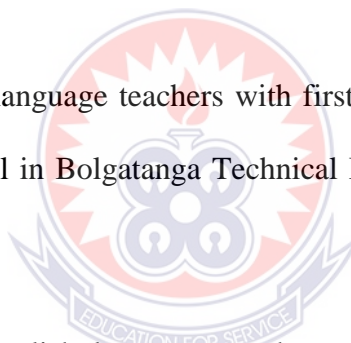 language teachers with first
l in Bolgatanga Technical
EDUCATION FOR SERVICE